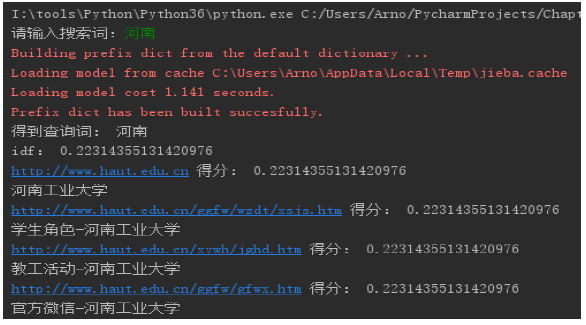 I:\tools\Python\Python36\python.exe C:/Users/Arno/PycharmProjects/Chapt
请输入搜索词：河南
Building prefix dict from the default dictionary ...
Loading model from cache C:\Users\Arno\AppData\Local\Temp\jieba.cache
Loading model cost 1.141 seconds.
Prefix dict has been built succesfully.
得到查询词： 河南
idf： 0.22314355131420976
http://www.haut.edu.cn 得分： 0.22314355131420976
河南工业大学
http://www.haut.edu.cn/ggfw/wzdt/xsjs.htm 得分： 0.22314355131420976
学生角色-河南工业大学
http://www.haut.edu.cn/xywh/jghd.htm 得分： 0.22314355131420976
教工活动-河南工业大学
http://www.haut.edu.cn/ggfw/gfwx.htm 得分： 0.22314355131420976
官方微信-河南工业大学